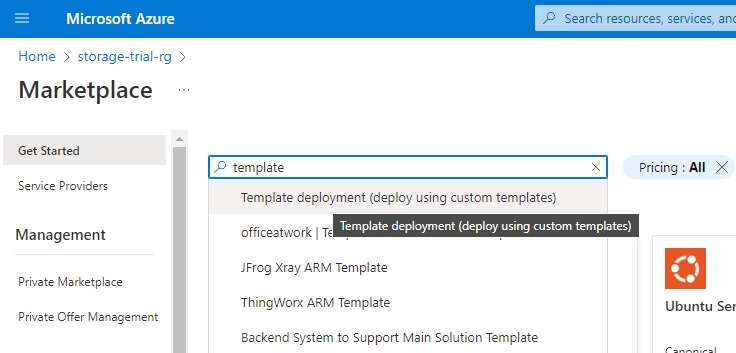 Microsoft Azure
Search resources, services, and
Home > storage-trial-rg >
Marketplace ...
Get Started
Service Providers
Management
Private Marketplace
Private Offer Management
template
Pricing : All
Template deployment (deploy using custom templates)
Template deployment (deploy using custom templates)
officeatwork |
JFrog Xray ARM Template
ThingWorx ARM Template
Backend System to Support Main Solution Template
Ubuntu Ser
Canonical